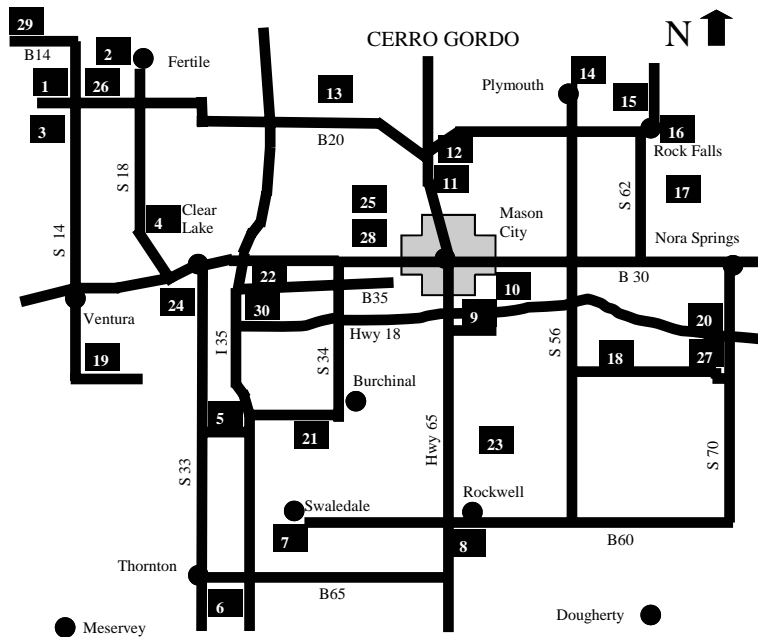 29
CERRO GORDO
N
B14
2
Fertile
14
Plymouth
1
26
13
15
3
B20
12
16
Rock Falls
S 18
11
S 62
17
25
4
Clear
Lake
Mason
City
S 14
28
Nora Springs
22
B 30
24
B35
10
30
9
20
Ventura
Hwy 18
I 35
S 34
S 56
19
18
27
Burchinal
5
21
Hwy 65
23
S 70
S 33
Swaledale
Rockwell
7
8
B60
Thornton
B65
6
Dougherty
Meservey